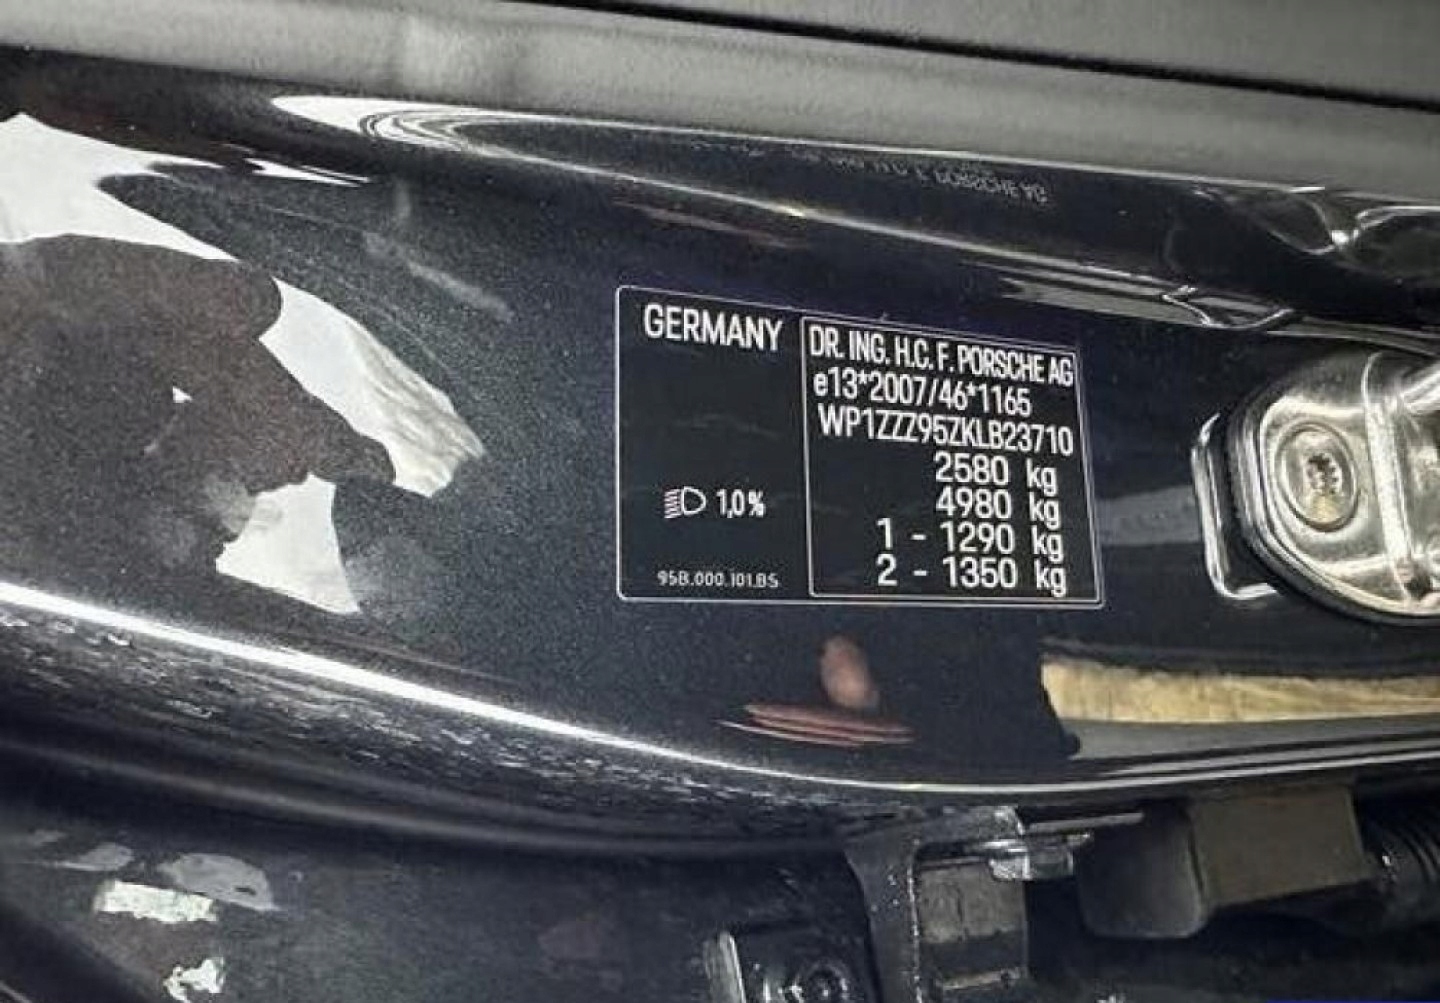 GERMANY
1,0%
95B.000.101.BS
DR. ING. H.C. F. PORSCHE AG
e13*2007/46*1165
WP1ZZZ95ZKLB23710
2580 kg
4980 kg
1 - 1290 kg
2 - 1350 kg